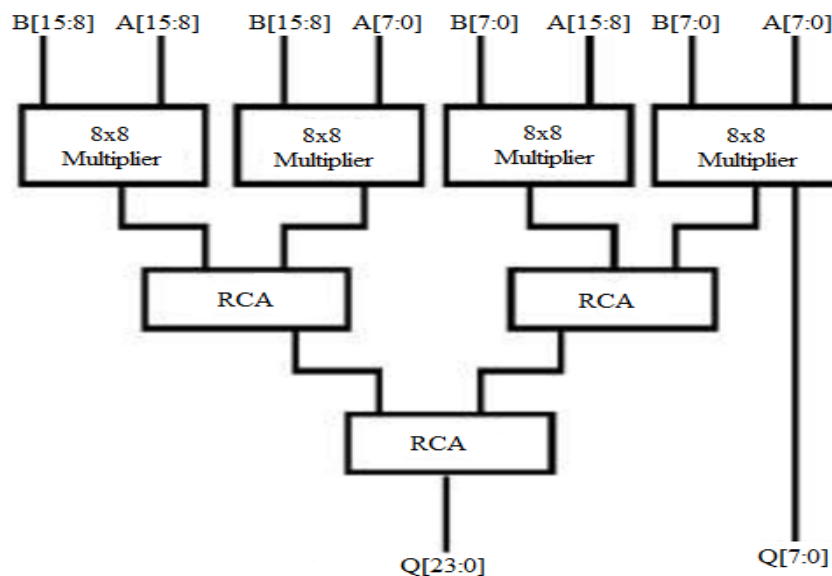 B[15:8] A[15:8] B[15:8] A[7:0] B[7:0] A[15:8] B[7:0] A[7:0]
8x8 Multiplier
8x8 Multiplier
8x8 Multiplier
8x8 Multiplier
RCA RCA
RCA
Q[23:0] Q[7:0]